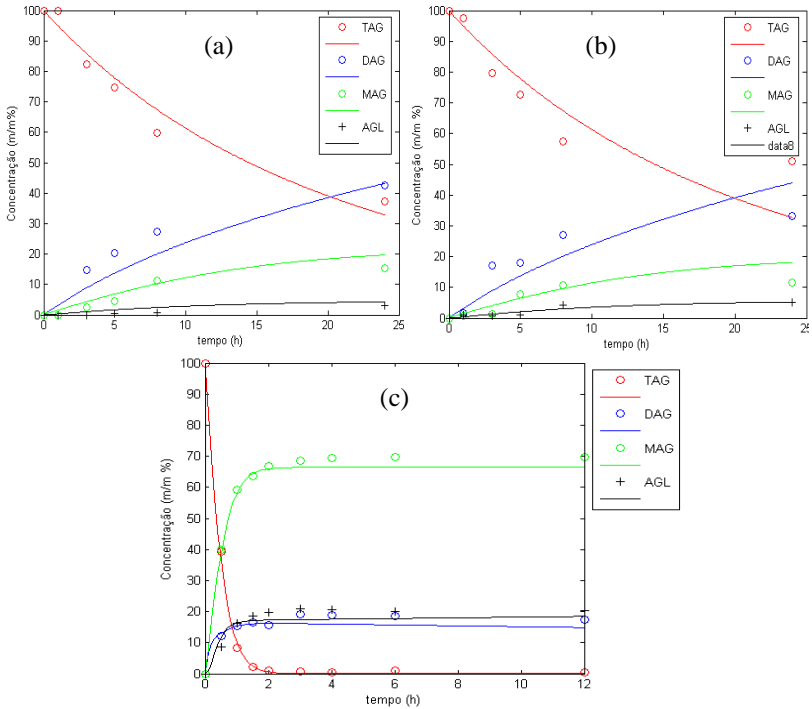 (a)
Concentração (m/m%)
100
90
80
70
60
50
40
30
20
10
0
0 5 10 15 20 25
tempo (h)
TAG
DAG
MAG
AGL
(b)
Concentração (m/m%)
100
90
80
70
60
50
40
30
20
10
0
0 5 10 15 20 25
tempo (h)
TAG
DAG
MAG
AGL
data8
(c)
Concentração (m/m %)
100
90
80
70
60
50
40
30
20
10
0
0 2 4 6 8 10 12
tempo (h)
TAG
DAG
MAG
AGL